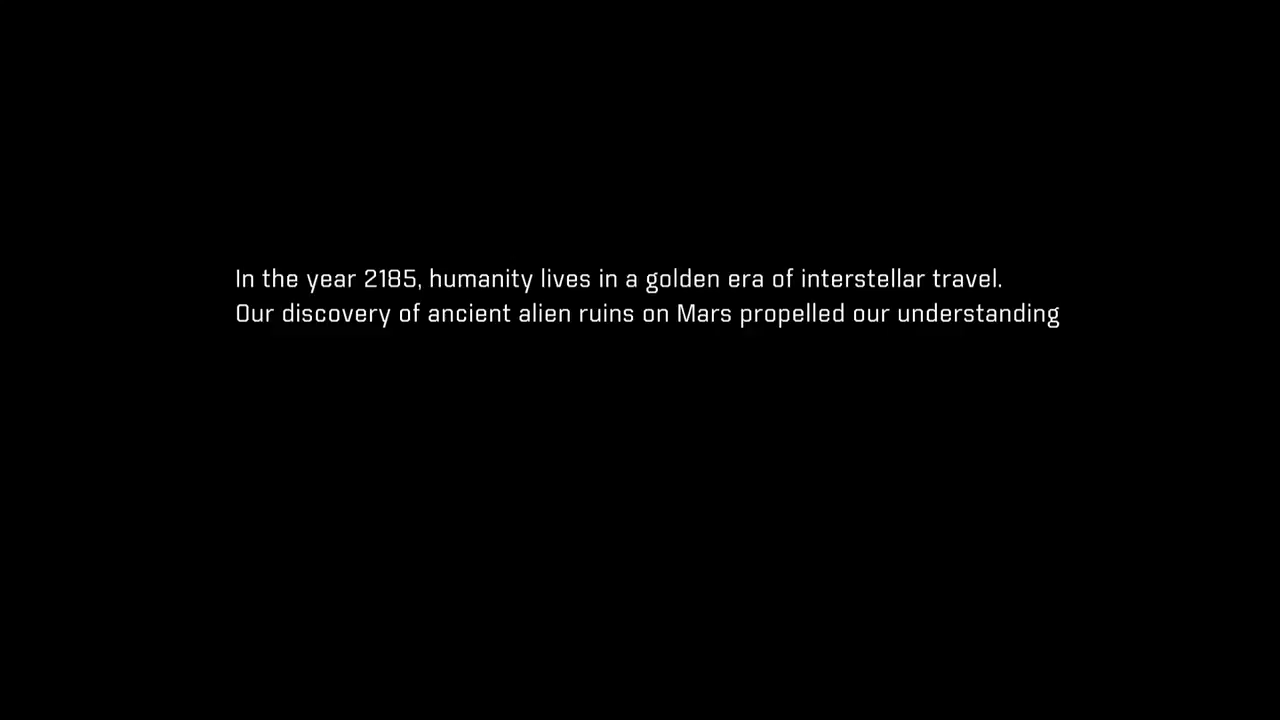 In the year 2185, humanity lives in a golden era of interstellar travel.
Our discovery of ancient alien ruins on Mars propelled our understanding